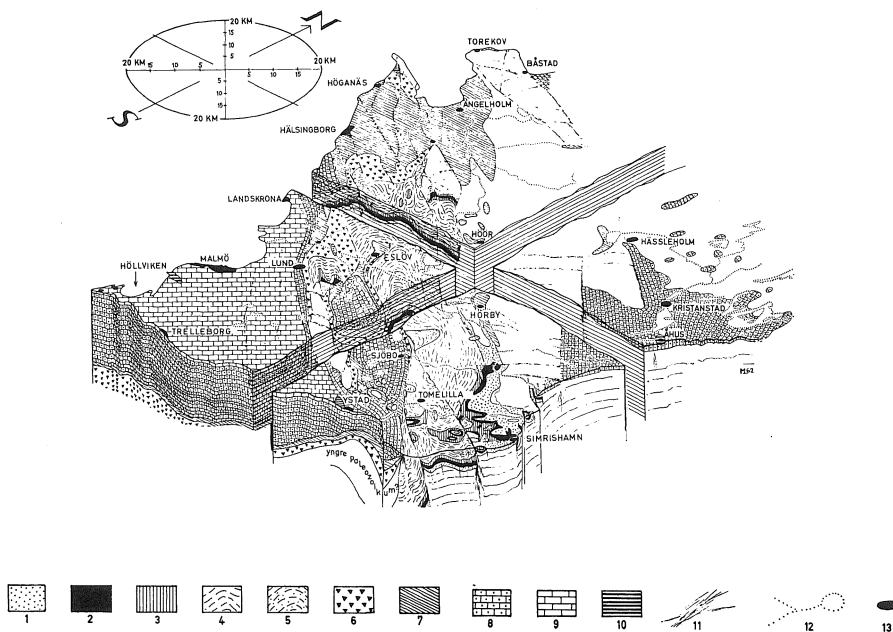 20 KM
15
10
5
N
20 KM 15 10 5 5 10 15 20 KM
5
10
15
S
20 KM
TOREKOV
BÅSTAD
HÖGANÄS
ÄNGELHOLM
HÄLSINGBORG
LANDSKRONA
HÖÖR
HÄSSLEHOLM
MALMÖ
ESLÖV
LUND
HÖLLVIKEN
KRISTANSTAD
HÖRBY
TRELLEBORG
ÅHUS
SJÖBO
YSTAD
TOMELILLA
SIMRISHAMN
yngre paleozoikum?
1 2 3 4 5 6 7 8 9 10 11 12 13